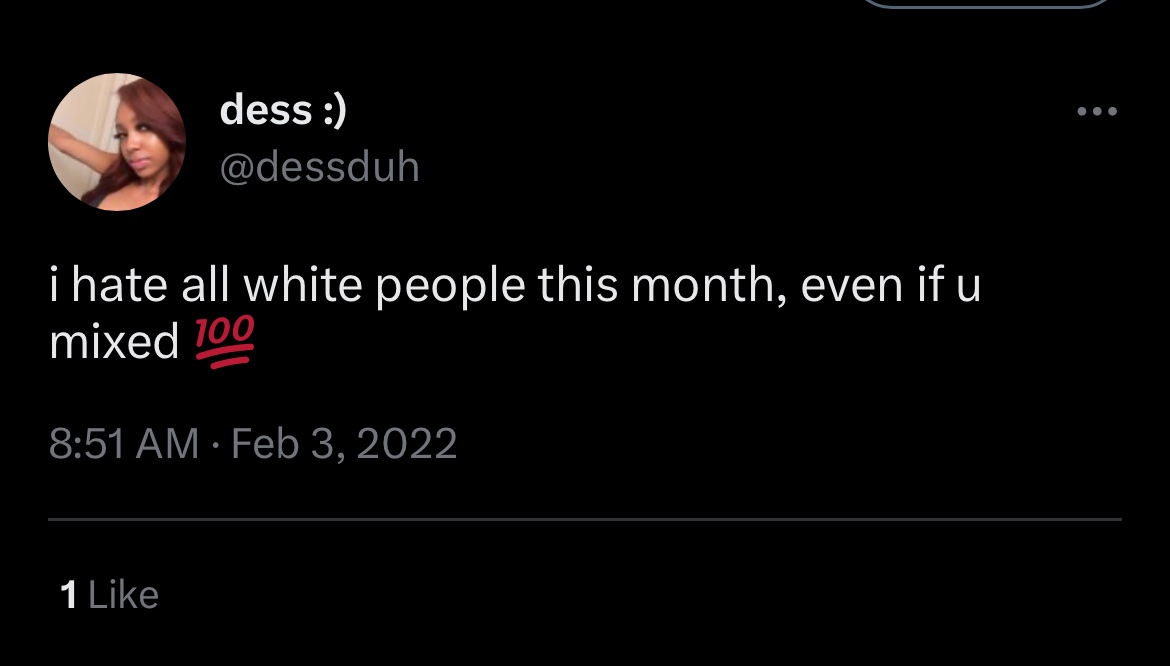 dess :)
@dessduh
i hate all white people this month, even if u
mixed 💯
8:51 AM · Feb 3, 2022
1 Like